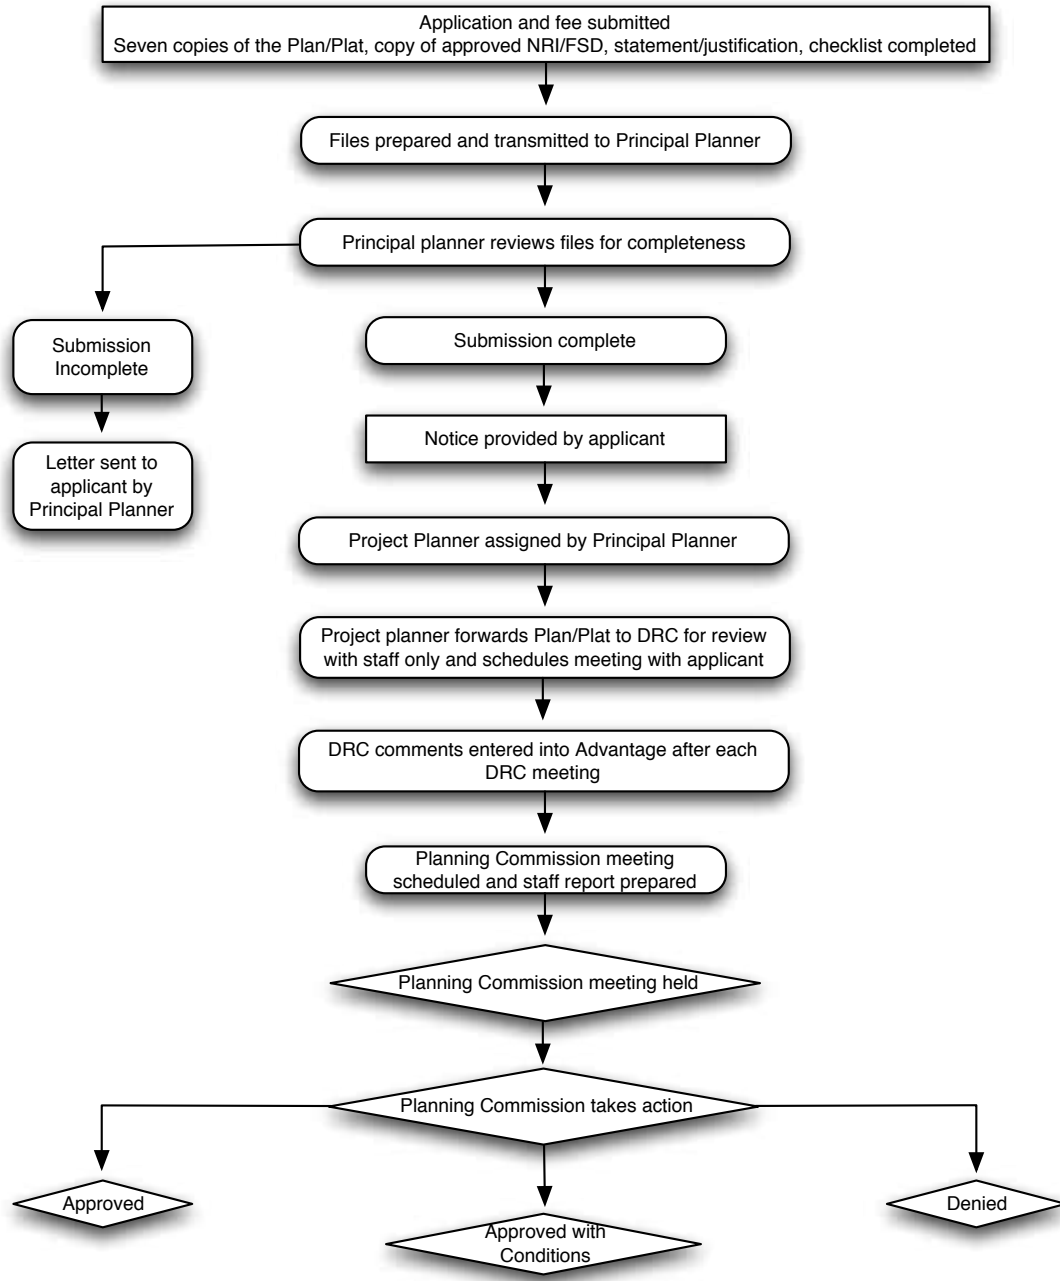 Application and fee submitted
Seven copies of the Plan/Plat, copy of approved NRI/FSD, statement/justification, checklist completed
Files prepared and transmitted to Principal Planner
Principal planner reviews files for completeness
Submission
Incomplete
Submission complete
Letter sent to
applicant by
Principal Planner
Notice provided by applicant
Project Planner assigned by Principal Planner
Project planner forwards Plan/Plat to DRC for review
with staff only and schedules meeting with applicant
DRC comments entered into Advantage after each
DRC meeting
Planning Commission meeting
scheduled and staff report prepared
Planning Commission meeting held
Planning Commission takes action
Approved
Approved with
Conditions
Denied